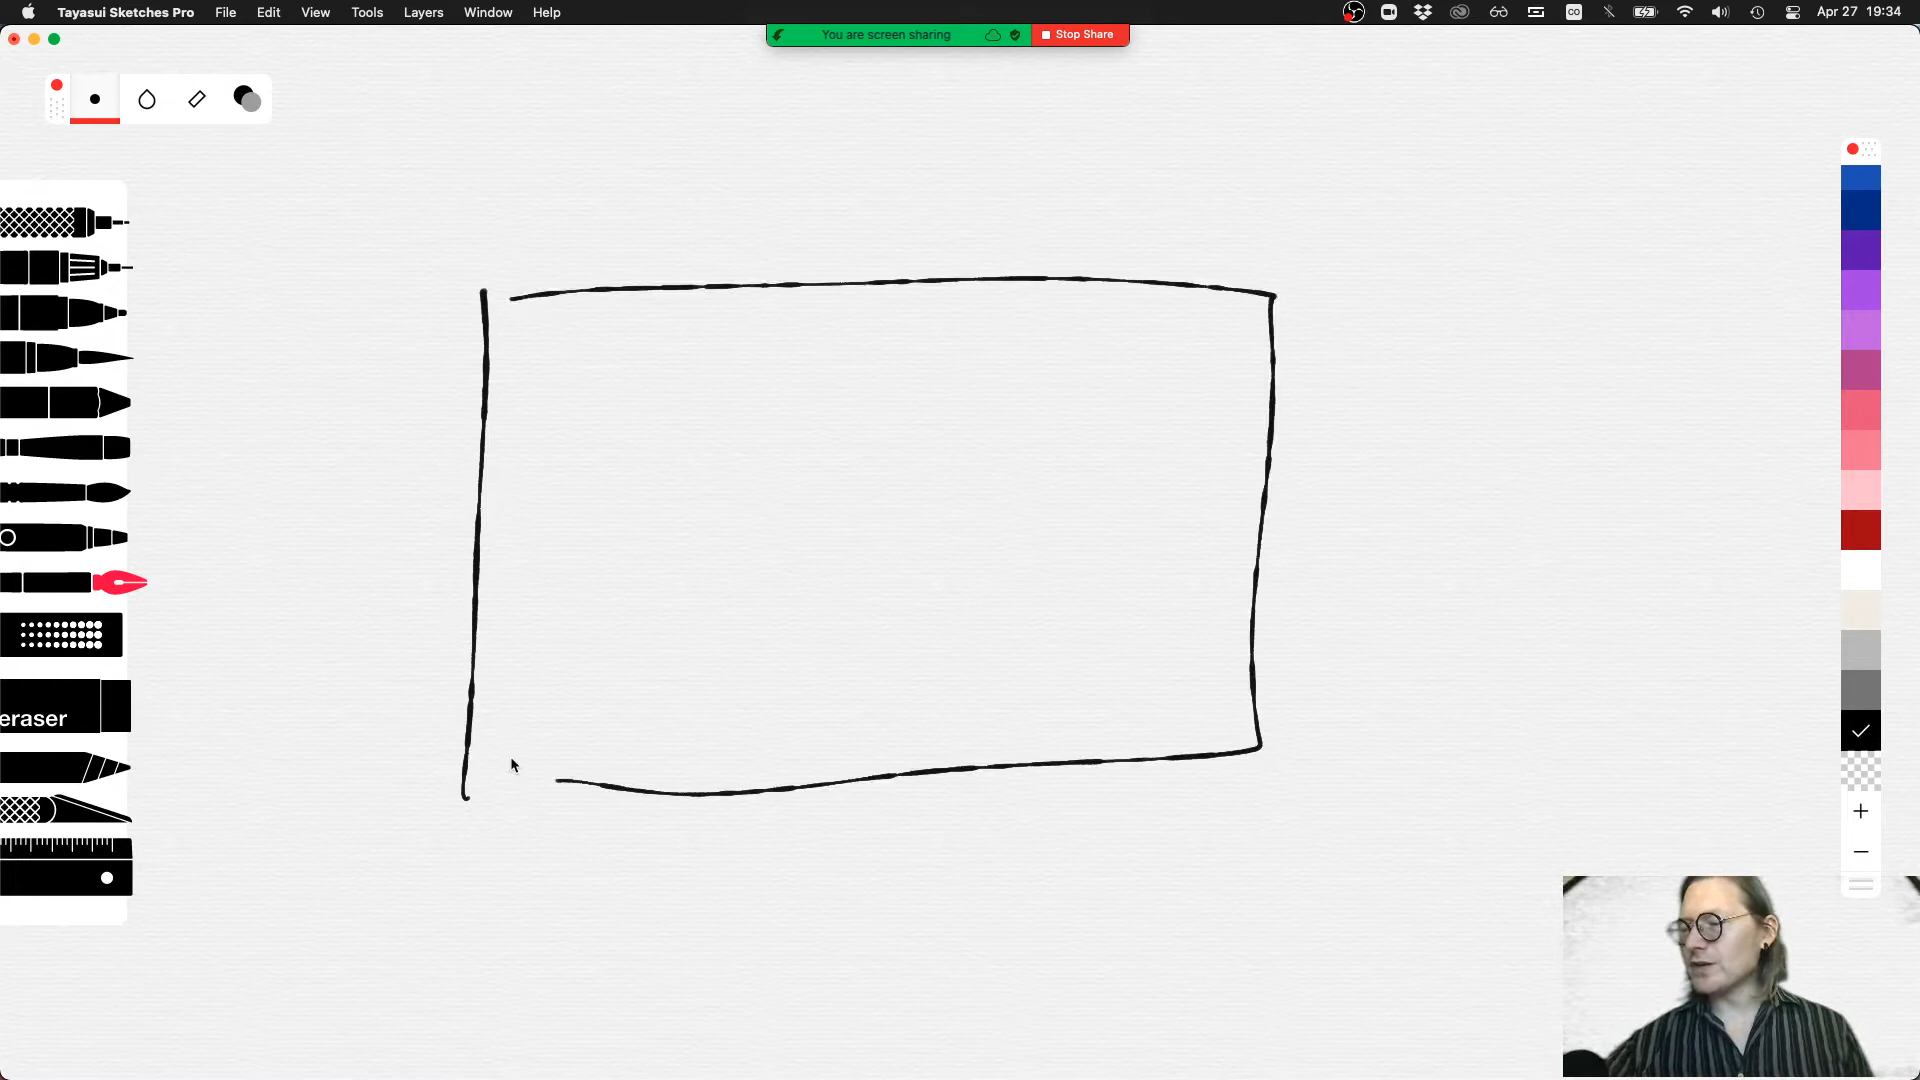 Tayasui Sketches Pro File Edit View Tools Layers Window Help
CO
Apr 27 19:34
You are screen sharing
Stop Share
eraser